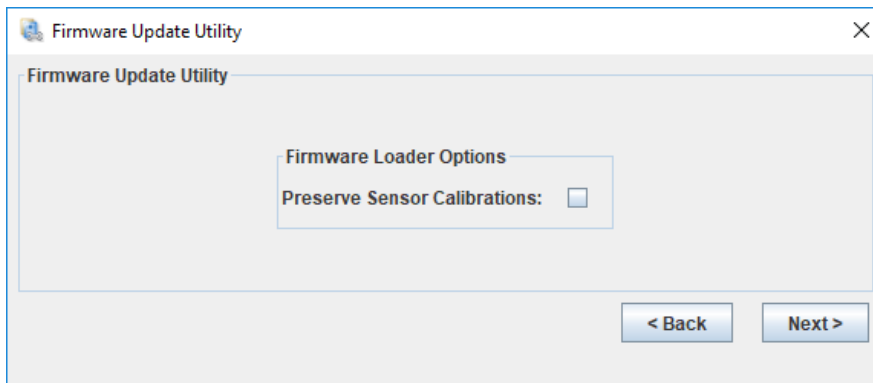 Firmware Update Utility
Firmware Update Utility
Firmware Loader Options
Preserve Sensor Calibrations:
< Back Next >